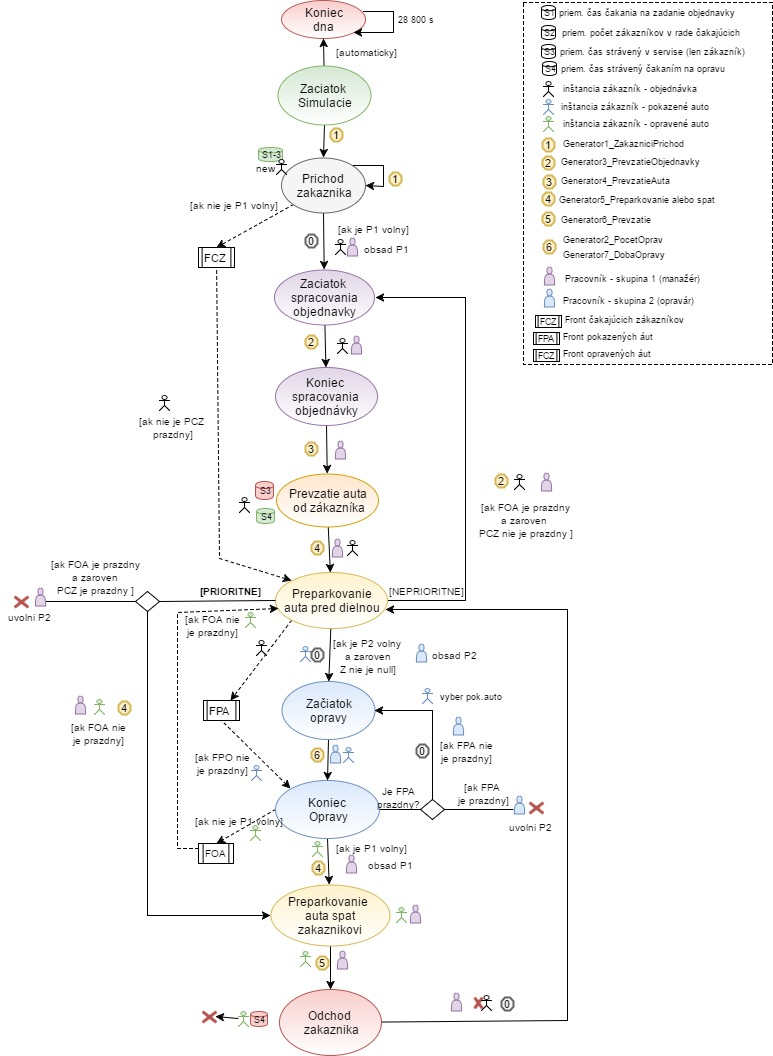 Koniec
dna
28 800 s
[automaticky]
Zaciatok
Simulacie
1
S1-3
new
Prichod
zakaznika
1
[ak nie je P1 volny]
FCZ
0
[ak je P1 volny]
obsad P1
Zaciatok
spracovania
objednavky
2
Koniec
spracovania
objednávky
[ak nie je PCZ
prazdny]
3
S3
S4
Prevzatie auta
od zákazníka
2
[ak FOA je prazdny
a zaroven
PCZ nie je prazdny ]
4
[ak FOA je prazdny
a zaroven
PCZ je prazdny ]
uvolni P2
[PRIORITNE]
Preparkovanie
auta pred dielnou
[NEPRIORITNE]
[ak FOA nie
je prazdny]
0
[ak je P2 volny
a zaroven
Z nie je null]
obsad P2
4
[ak FOA nie
je prazdny]
FPA
Začiatok
opravy
vyber pok.auto
0
[ak FPA nie
je prazdny]
[ak FPO nie
je prazdny]
6
Koniec
Opravy
Je FPA
prazdny?
[ak FPA
je prazdny]
uvolni P2
[ak nie je P1 volny]
FOA
4
[ak je P1 volny]
obsad P1
Preparkovanie
auta spat
zakaznikovi
5
S4
Odchod
zakaznika
0
S1 priem. čas čakania na zadanie objednavky
S2 priem. počet zákazníkov v rade čakajúcich
S3 priem. čas strávený v servise (len zákazník)
S4 priem. čas strávený čakaním na opravu
inštancia zákazník - objednávka
inštancia zákazník - pokazené auto
inštancia zákazník - opravené auto
1 Generator1_ZakazniciPrichod
2 Generator3_PrevzatieObjednavky
3 Generator4_PrevzatieAuta
4 Generator5_Preparkovanie alebo spat
5 Generator6_Prevzatie
6 Generator2_PocetOprav
Generator7_DobaOpravy
Pracovník - skupina 1 (manažér)
Pracovník - skupina 2 (opravár)
FCZ Front čakajúcich zákazníkov
FPA Front pokazených áut
FCZ Front opravených áut